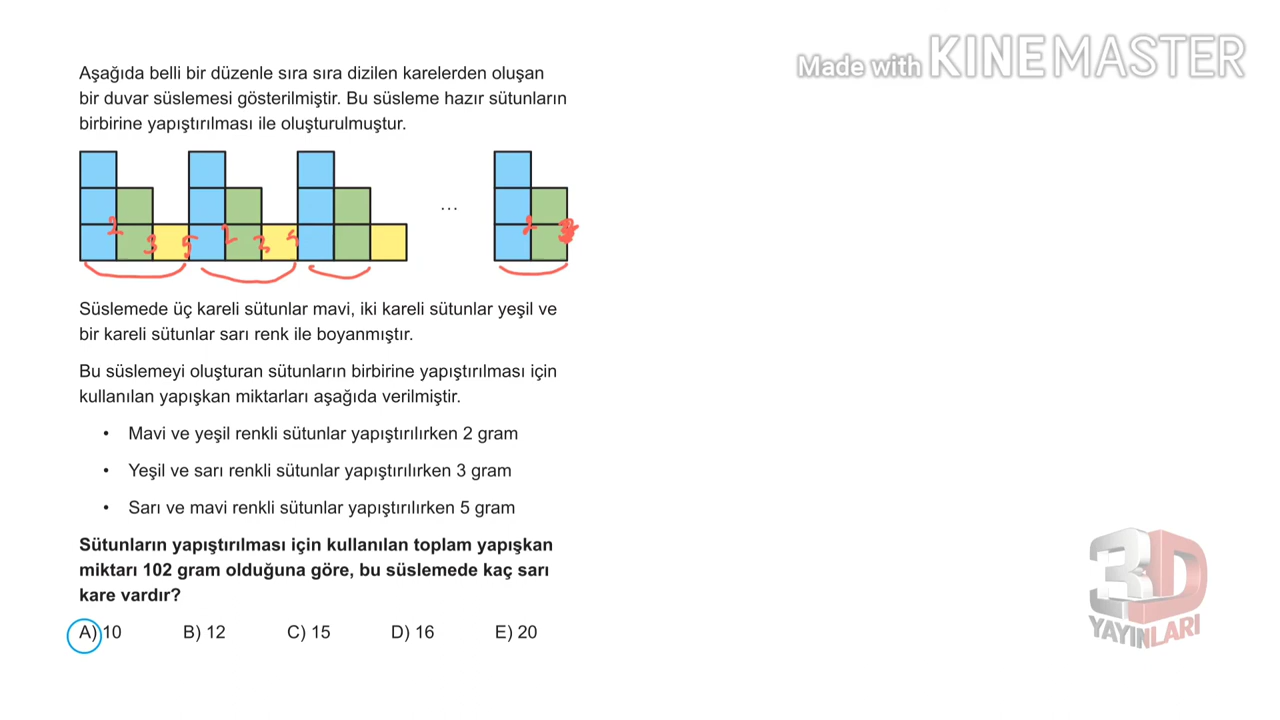 Made with KINEMASTER
Aşağıda belli bir düzenle sıra sıra dizilen karelerden oluşan
bir duvar süslemesi gösterilmiştir. Bu süsleme hazır sütunların
birbirine yapıştırılması ile oluşturulmuştur.
2 3 5 2 3 5 ... 2
Süslemede üç kareli sütunlar mavi, iki kareli sütunlar yeşil ve
bir kareli sütunlar sarı renk ile boyanmıştır.
Bu süslemeyi oluşturan sütunların birbirine yapıştırılması için
kullanılan yapışkan miktarları aşağıda verilmiştir.
• Mavi ve yeşil renkli sütunlar yapıştırılırken 2 gram
• Yeşil ve sarı renkli sütunlar yapıştırılırken 3 gram
• Sarı ve mavi renkli sütunlar yapıştırılırken 5 gram
Sütunların yapıştırılması için kullanılan toplam yapışkan
miktarı 102 gram olduğuna göre, bu süslemede kaç sarı
kare vardır?
A) 10 B) 12 C) 15 D) 16 E) 20
3D
YAYINLARI